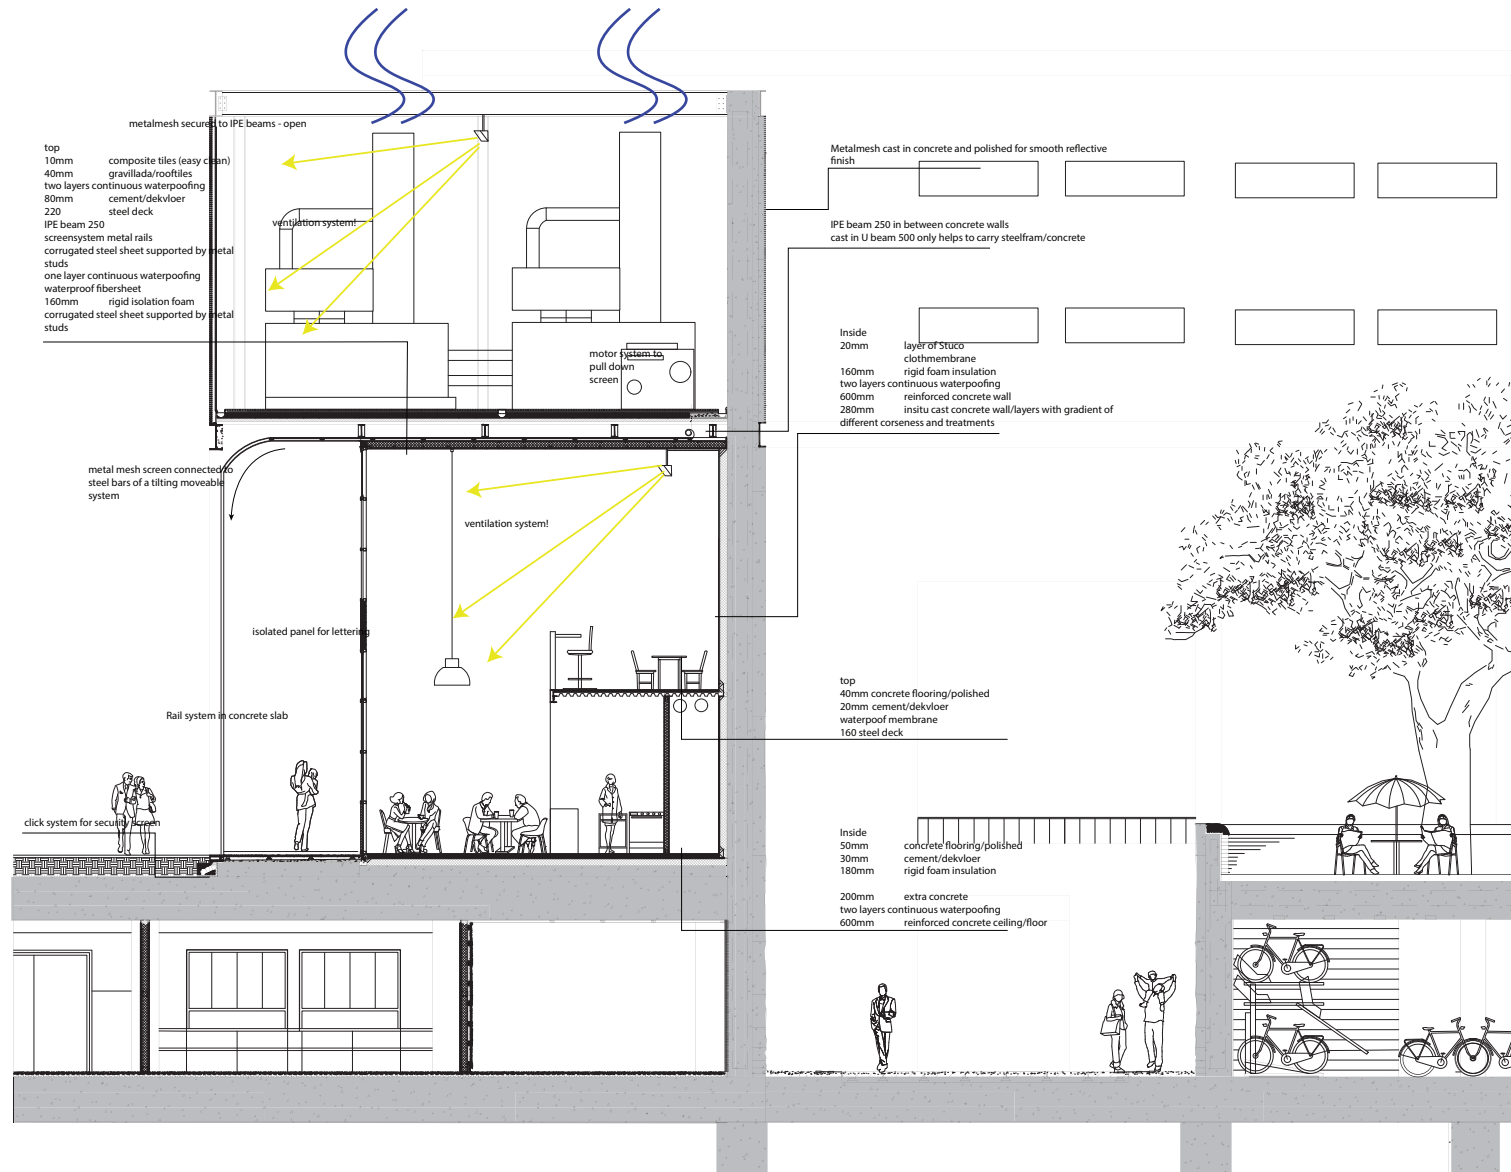 metalmesh secured to IPE beams - open
top
10mm composite tiles (easy clean)
40mm gravillada/rooftiles
two layers continuous waterpoofing
80mm cement/dekvloer
220 steel deck
IPE beam 250
screensystem metal rails
corrugated steel sheet supported by metal
studs
one layer continuous waterpoofing
waterproof fibersheet
160mm rigid isolation foam
corrugated steel sheet supported by metal
studs
ventilation system!
motor system to
pull down
screen
Metalmesh cast in concrete and polished for smooth reflective
finish
IPE beam 250 in between concrete walls
cast in U beam 500 only helps to carry steelfram/concrete
Inside
20mm layer of Stuco
clothmembrane
160mm rigid foam insulation
two layers continuous waterpoofing
600mm reinforced concrete wall
280mm insitu cast concrete wall/layers with gradient of
different corseness and treatments
metal mesh screen connected to
steel bars of a tilting moveable
system
ventilation system!
isolated panel for lettering
Rail system in concrete slab
click system for security screen
top
40mm concrete flooring/polished
20mm cement/dekvloer
waterpoof membrane
160 steel deck
Inside
50mm concrete flooring/polished
30mm cement/dekvloer
180mm rigid foam insulation
200mm extra concrete
two layers continuous waterpoofing
600mm reinforced concrete ceiling/floor